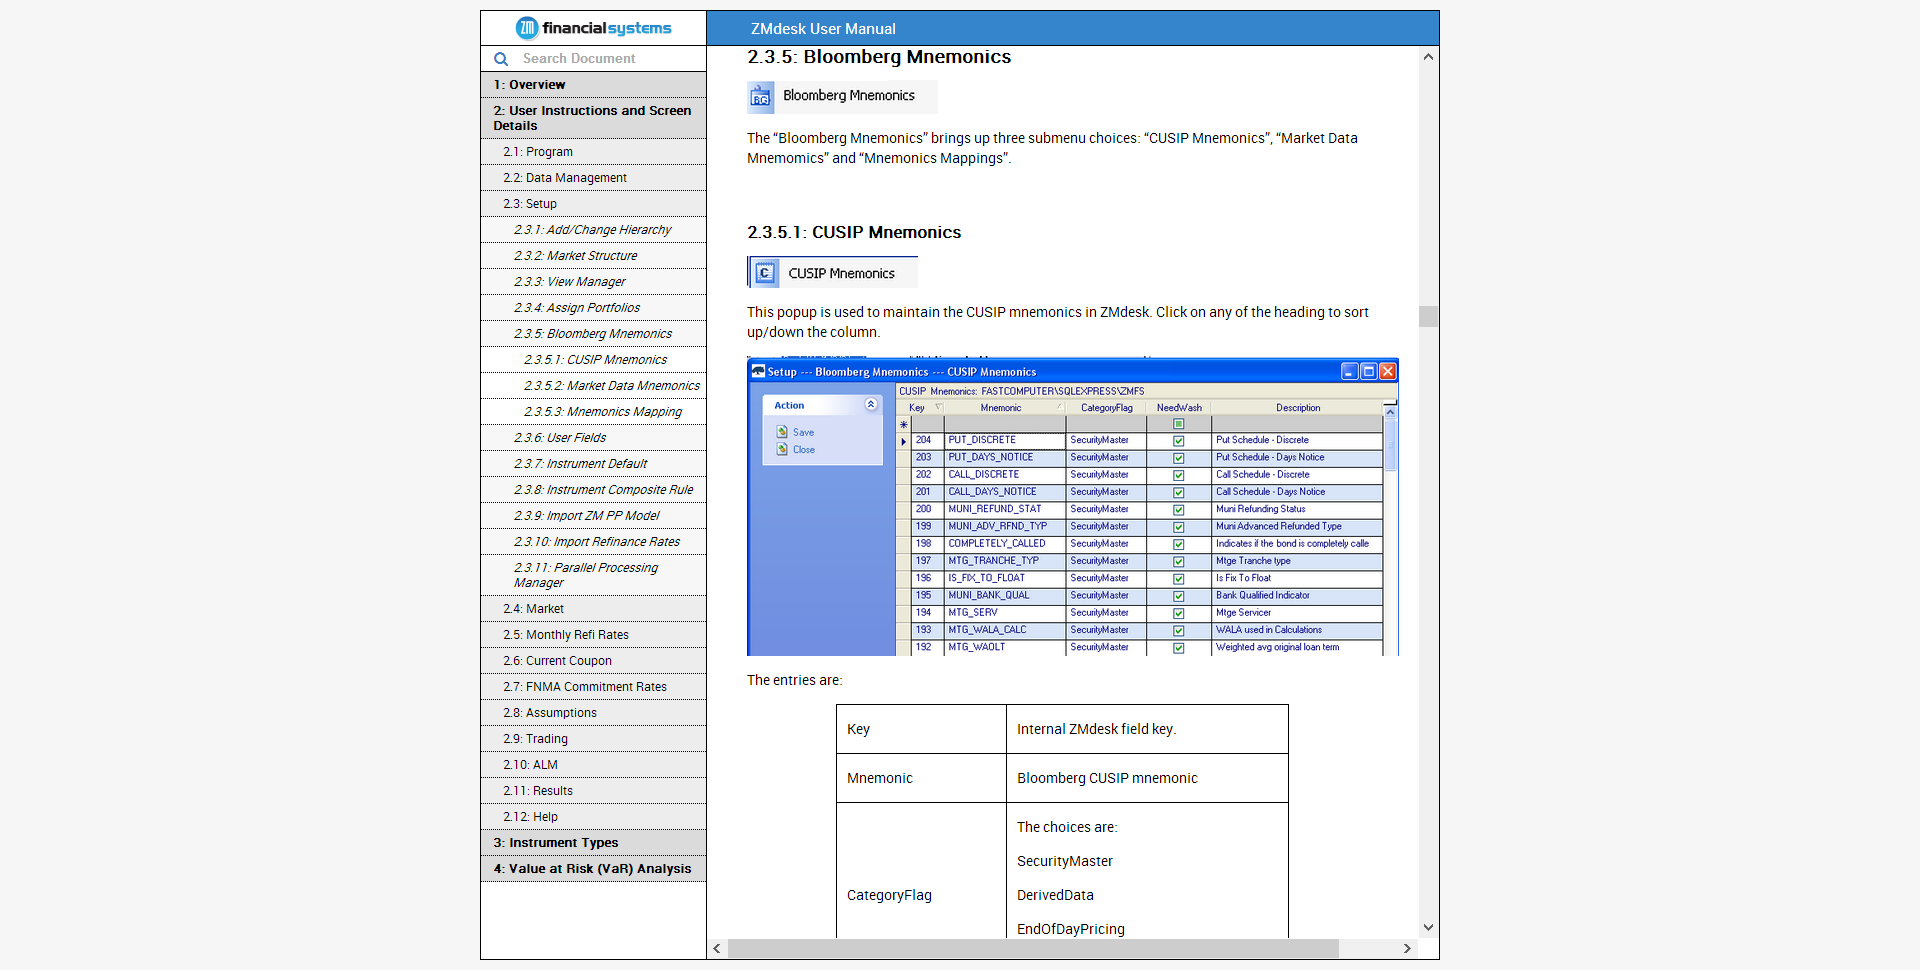 ZM financialsystems
ZMdesk User Manual
Search Document
1: Overview
2: User Instructions and Screen
Details
2.1: Program
2.2: Data Management
2.3: Setup
2.3.1: Add/Change Hierarchy
2.3.2: Market Structure
2.3.3: View Manager
2.3.4: Assign Portfolios
2.3.5: Bloomberg Mnemonics
2.3.5.1: CUSIP Mnemonics
2.3.5.2: Market Data Mnemonics
2.3.5.3: Mnemonics Mapping
2.3.6: User Fields
2.3.7: Instrument Default
2.3.8: Instrument Composite Rule
2.3.9: Import ZM PP Model
2.3.10: Import Refinance Rates
2.3.11: Parallel Processing
Manager
2.4: Market
2.5: Monthly Refi Rates
2.6: Current Coupon
2.7: FNMA Commitment Rates
2.8: Assumptions
2.9: Trading
2.10: ALM
2.11: Results
2.12: Help
3: Instrument Types
4: Value at Risk (VaR) Analysis
2.3.5: Bloomberg Mnemonics
BG Bloomberg Mnemonics
The “Bloomberg Mnemonics” brings up three submenu choices: “CUSIP Mnemonics”, “Market Data
Mnemomics” and “Mnemonics Mappings”.
2.3.5.1: CUSIP Mnemonics
C CUSIP Mnemonics
This popup is used to maintain the CUSIP mnemonics in ZMdesk. Click on any of the heading to sort
up/down the column.
Setup --- Bloomberg Mnemonics --- CUSIP Mnemonics
Action
Save
Close
CUSIP Mnemonics: FASTCOMPUTER\SQLEXPRESS\ZMFS
Key Mnemonic CategoryFlag NeedWash Description
204 PUT_DISCRETE SecurityMaster Put Schedule - Discrete
203 PUT_DAYS_NOTICE SecurityMaster Put Schedule - Days Notice
202 CALL_DISCRETE SecurityMaster Call Schedule - Discrete
201 CALL_DAYS_NOTICE SecurityMaster Call Schedule - Days Notice
200 MUNI_REFUND_STAT SecurityMaster Muni Refunding Status
199 MUNI_ADV_RFND_TYP SecurityMaster Muni Advanced Refunded Type
198 COMPLETELY_CALLED SecurityMaster Indicates if the bond is completely calle
197 MTG_TRANCHE_TYP SecurityMaster Mtge Tranche type
196 IS_FIX_TO_FLOAT SecurityMaster Is Fix To Float
195 MUNI_BANK_QUAL SecurityMaster Bank Qualified Indicator
194 MTG_SERV SecurityMaster Mtge Servicer
193 MTG_WALA_CALC SecurityMaster WALA used in Calculations
192 MTG_WAOLT SecurityMaster Weighted avg original loan term
The entries are:
Key Internal ZMdesk field key.
Mnemonic Bloomberg CUSIP mnemonic
CategoryFlag
The choices are:
SecurityMaster
DerivedData
EndOfDayPricing